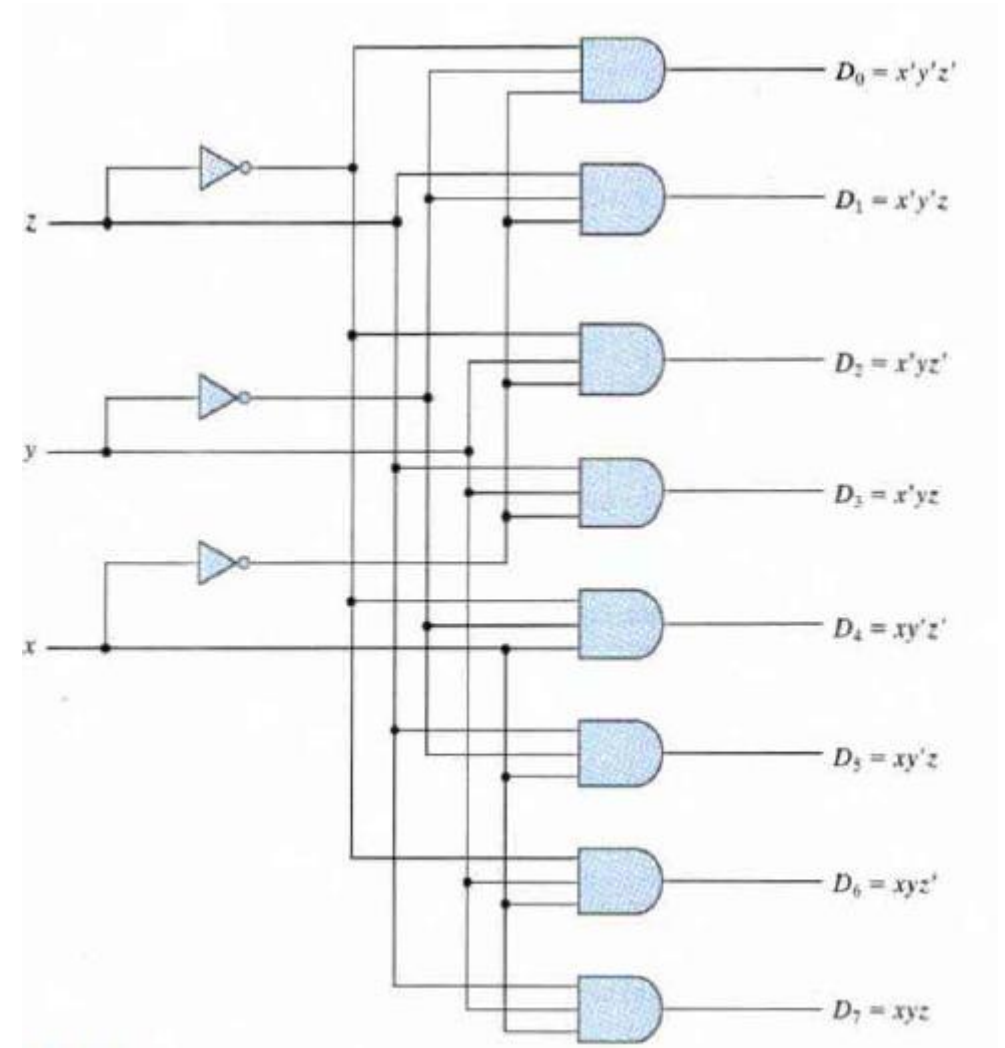 D₀ = x'y'z'
D₁ = x'y'z
z
D₂ = x'yz'
y
D₃ = x'yz
D₄ = xy'z'
x
D₅ = xy'z
D₆ = xyz'
D₇ = xyz